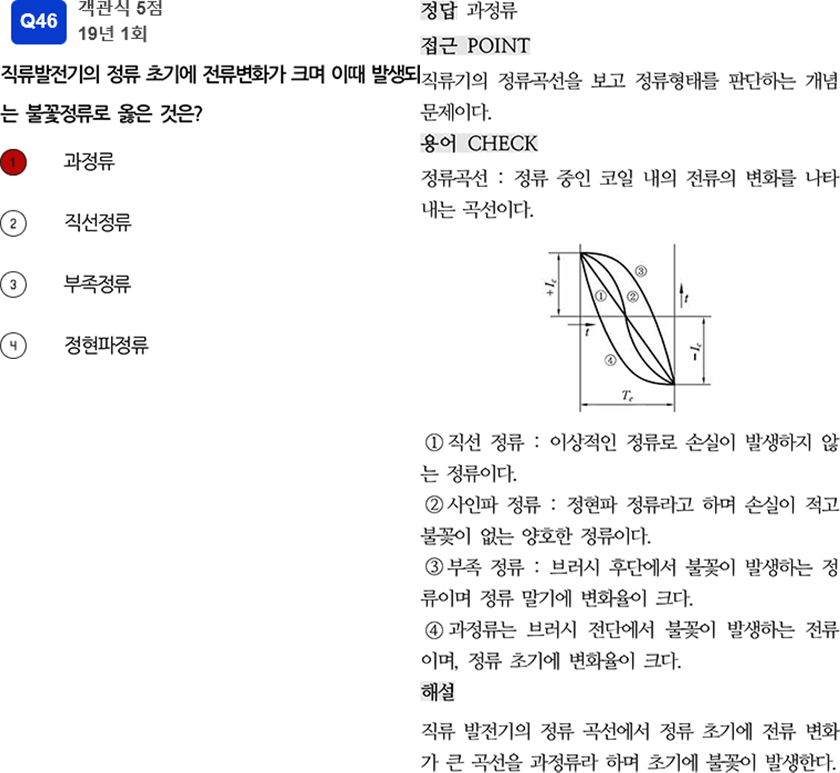 Q46
객관식 5점
19년 1회
직류발전기의 정류 초기에 전류변화가 크며 이때 발생되
는 불꽃정류로 옳은 것은?
1 과정류
2 직선정류
3 부족정류
4 정현파정류
정답 과정류
접근 POINT
직류기의 정류곡선을 보고 정류형태를 판단하는 개념
문제이다.
용어 CHECK
정류곡선 : 정류 중인 코일 내의 전류의 변화를 나타
내는 곡선이다.
+Ic
①
②
③
④
t
t
-Ic
Tc
① 직선 정류 : 이상적인 정류로 손실이 발생하지 않
는 정류이다.
② 사인파 정류 : 정현파 정류라고 하며 손실이 적고
불꽃이 없는 양호한 정류이다.
③ 부족 정류 : 브러시 후단에서 불꽃이 발생하는 정
류이며 정류 말기에 변화율이 크다.
④ 과정류는 브러시 전단에서 불꽃이 발생하는 전류
이며, 정류 초기에 변화율이 크다.
해설
직류 발전기의 정류 곡선에서 정류 초기에 전류 변화
가 큰 곡선을 과정류라 하며 초기에 불꽃이 발생한다.